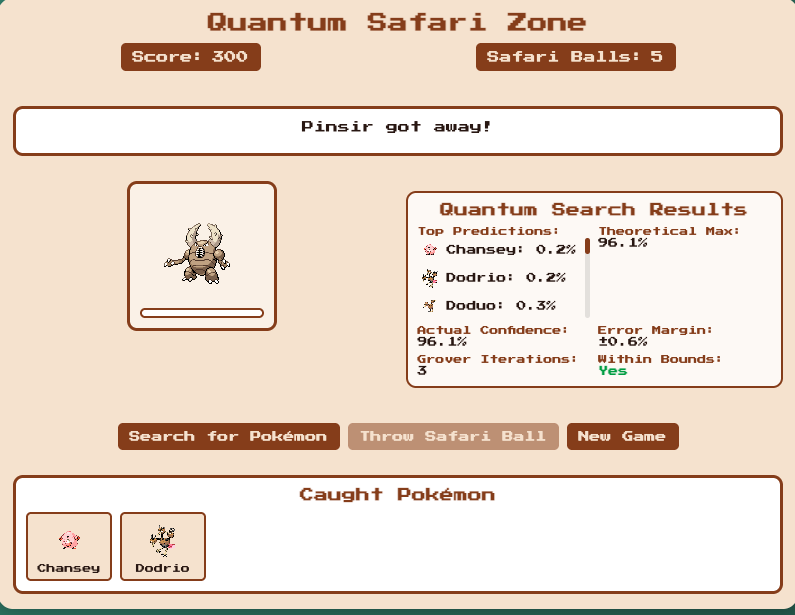 Quantum Safari Zone
Score: 300
Safari Balls: 5
Pinsir got away!
Quantum Search Results
Top Predictions:
Chansey: 0.2%
Dodrio: 0.2%
Doduo: 0.3%
Theoretical Max:
96.1%
Actual Confidence:
96.1%
Error Margin:
±0.6%
Grover Iterations:
3
Within Bounds:
Yes
Search for Pokémon
Throw Safari Ball
New Game
Caught Pokémon
Chansey
Dodrio